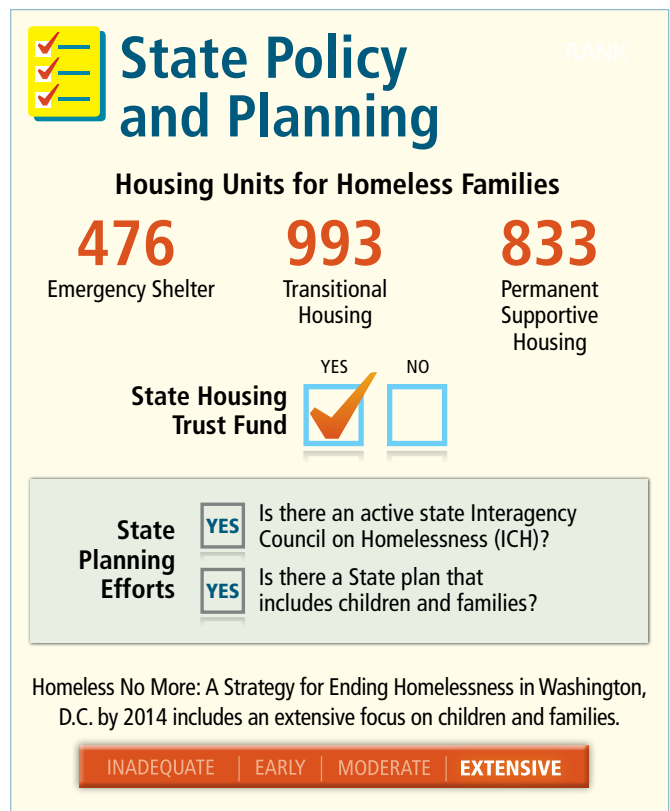 State Policy
and Planning
RANK
Housing Units for Homeless Families
476
Emergency Shelter
993
Transitional
Housing
833
Permanent
Supportive
Housing
YES NO
State Housing
Trust Fund
State
Planning
Efforts
YES
Is there an active state Interagency
Council on Homelessness (ICH)?
YES
Is there a State plan that
includes children and families?
Homeless No More: A Strategy for Ending Homelessness in Washington,
D.C. by 2014 includes an extensive focus on children and families.
INADEQUATE | EARLY | MODERATE | EXTENSIVE